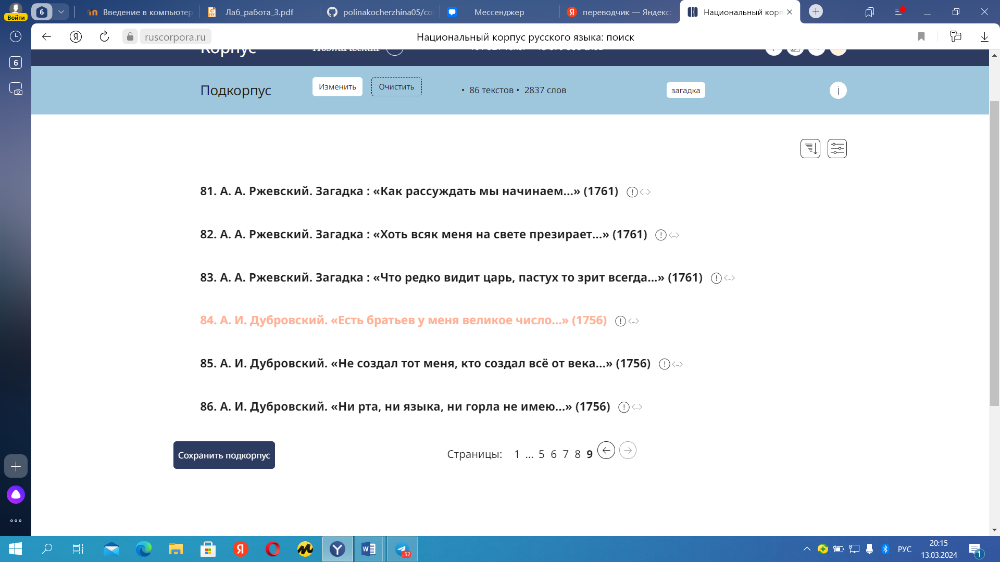 Войти
6
Введение в компьютер
Лаб_работа_3.pdf
polinakocherzhina05/co
Мессенджер
переводчик — Яндекс:
Национальный корп
ruscorpora.ru
Национальный корпус русского языка: поиск
6
Корпус
Поэтический
Подкорпус
Изменить
Очистить
• 86 текстов • 2837 слов
загадка
81. А. А. Ржевский. Загадка : «Как рассуждать мы начинаем...» (1761)
82. А. А. Ржевский. Загадка : «Хоть всяк меня на свете презирает...» (1761)
83. А. А. Ржевский. Загадка : «Что редко видит царь, пастух то зрит всегда...» (1761)
84. А. И. Дубровский. «Есть братьев у меня великое число...» (1756)
85. А. И. Дубровский. «Не создал тот меня, кто создал всё от века...» (1756)
86. А. И. Дубровский. «Ни рта, ни языка, ни горла не имею...» (1756)
Сохранить подкорпус
Страницы: 1 ... 5 6 7 8 9
..52
РУС
20:15
13.03.2024
1